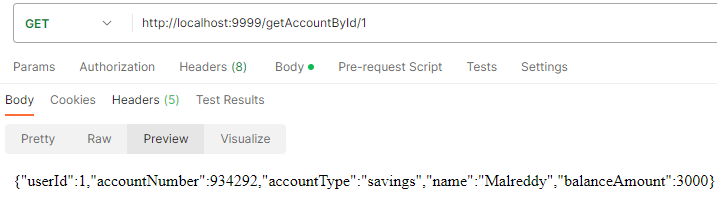 GET http://localhost:9999/getAccountById/1
Params Authorization Headers (8) Body Pre-request Script Tests Settings
Body Cookies Headers (5) Test Results
Pretty Raw Preview Visualize
{"userId":1,"accountNumber":934292,"accountType":"savings","name":"Malreddy","balanceAmount":3000}